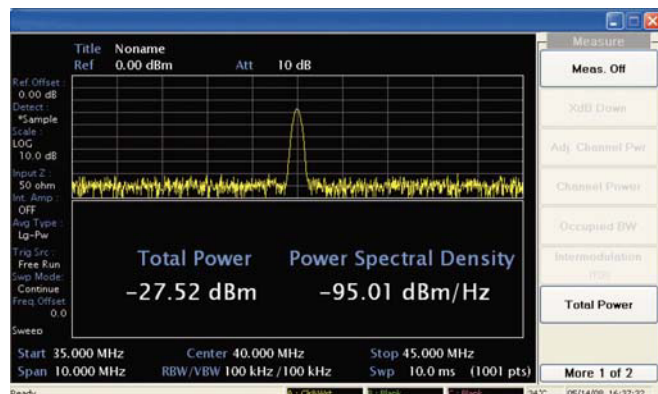 Title Noname
Ref 0.00 dBm Att 10 dB
Ref.Offset :
0.00 dB
Detect :
*Sample
Scale :
LOG
10.0 dB
Input Z :
50 ohm
Int. Amp :
OFF
Avg Type :
Lg-Pw
Trig Src :
Free Run
Swp Mode:
Continue
Freq.Offset
0.0
Sweep
Total Power Power Spectral Density
-27.52 dBm -95.01 dBm/Hz
Start 35.000 MHz Center 40.000 MHz Stop 45.000 MHz
Span 10.000 MHz RBW/VBW 100 kHz /100 kHz Swp 10.0 ms (1001 pts)
Measure
Meas. Off
XdB Down
Adj. Channel Pwr
Channel Power
Occupied BW
Intermodulation
Total Power
More 1 of 2
Ready